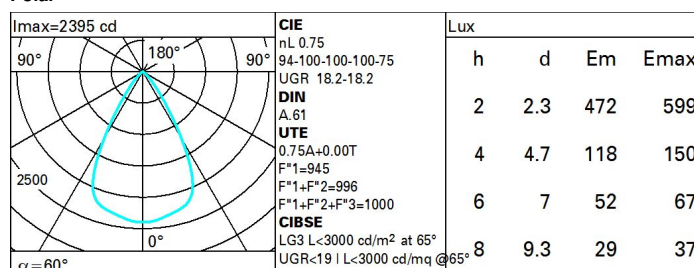 Imax=2395 cd
90° 180° 90°
2500
0°
α=60°
CIE
nL 0.75
94-100-100-100-75
UGR 18.2-18.2
DIN
A.61
UTE
0.75A+0.00T
F"1=945
F"1+F"2=996
F"1+F"2+F"3=1000
CIBSE
LG3 L<3000 cd/m² at 65°
UGR<19 | L<3000 cd/mq @65°
Lux
h d Em Emax
2 2.3 472 599
4 4.7 118 150
6 7 52 67
8 9.3 29 37